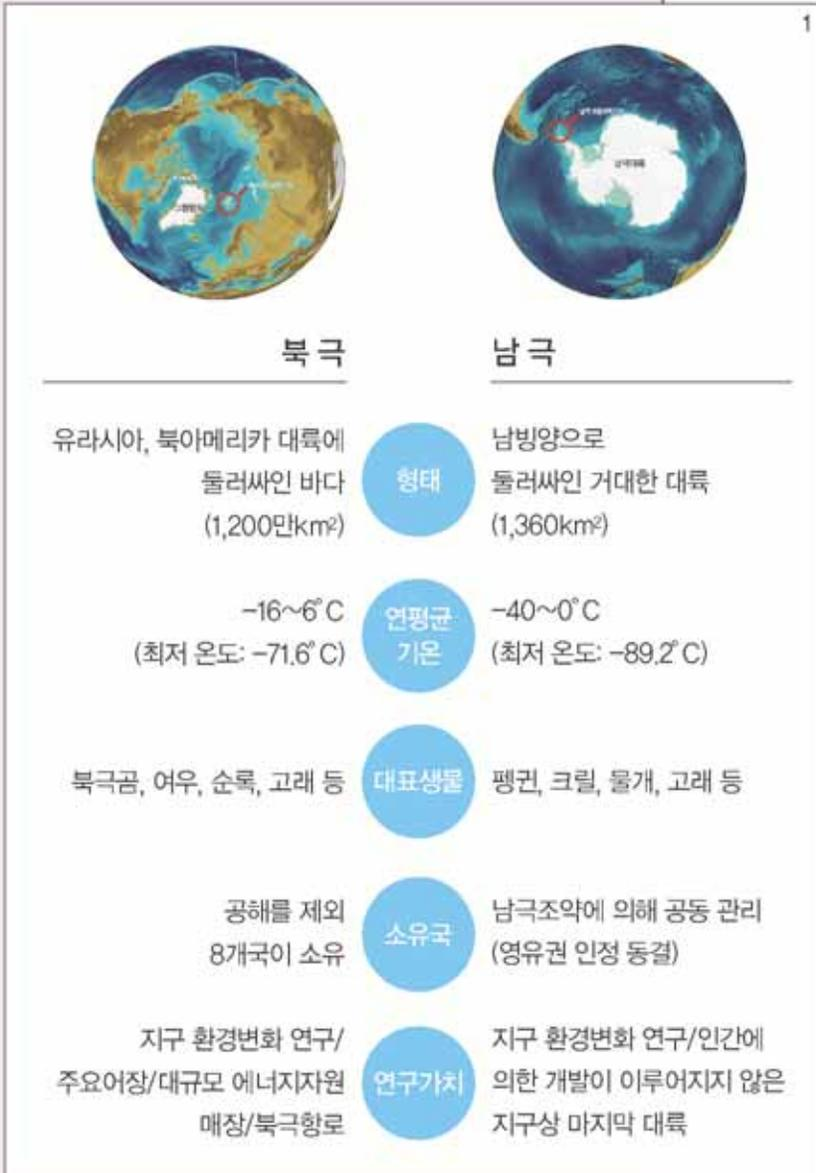 1
남극대륙
북극
남극
유라시아, 북아메리카 대륙에
둘러싸인 바다
(1,200만km²)
형태
남빙양으로
둘러싸인 거대한 대륙
(1,360km²)
-16~6°C
(최저 온도: -71.6°C)
연평균
기온
-40~0°C
(최저 온도: -89.2°C)
북극곰, 여우, 순록, 고래 등
대표생물
펭귄, 크릴, 물개, 고래 등
공해를 제외
8개국이 소유
소유국
남극조약에 의해 공동 관리
(영유권 인정 동결)
지구 환경변화 연구/
주요어장/대규모 에너지자원
매장/북극항로
연구가치
지구 환경변화 연구/인간에
의한 개발이 이루어지지 않은
지구상 마지막 대륙